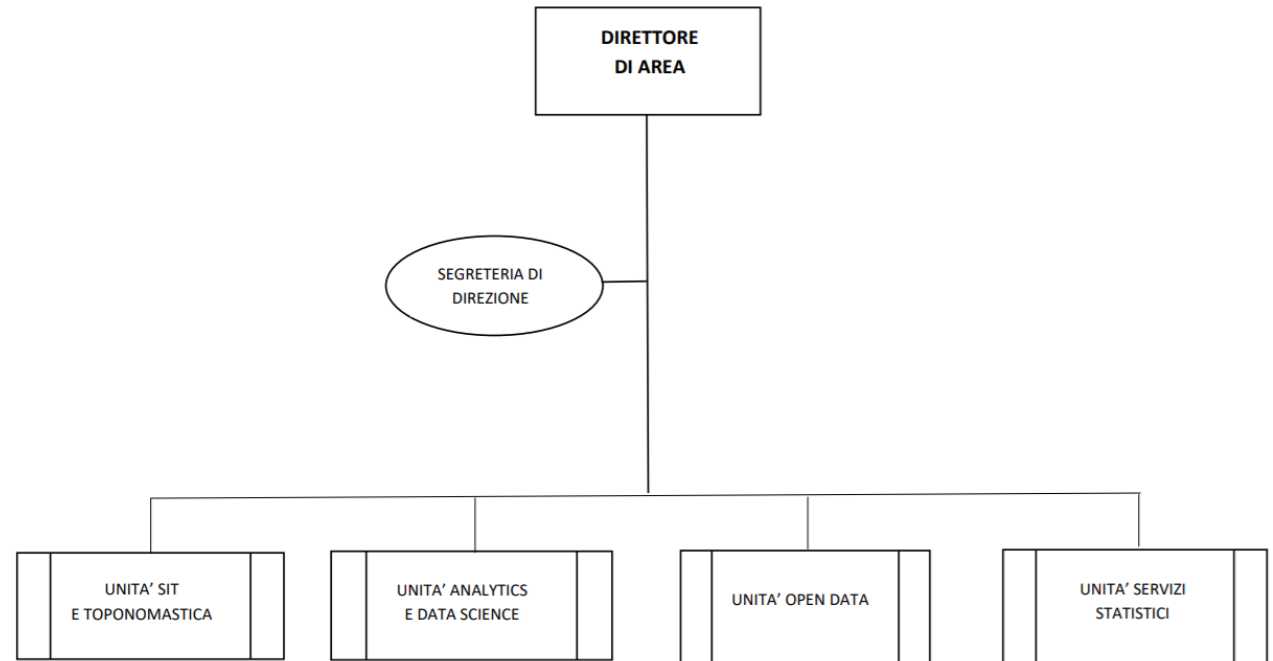 DIRETTORE
DI AREA
SEGRETERIA DI
DIREZIONE
UNITA’ SIT
E TOPONOMASTICA
UNITA’ ANALYTICS
E DATA SCIENCE
UNITA’ OPEN DATA
UNITA’ SERVIZI
STATISTICI